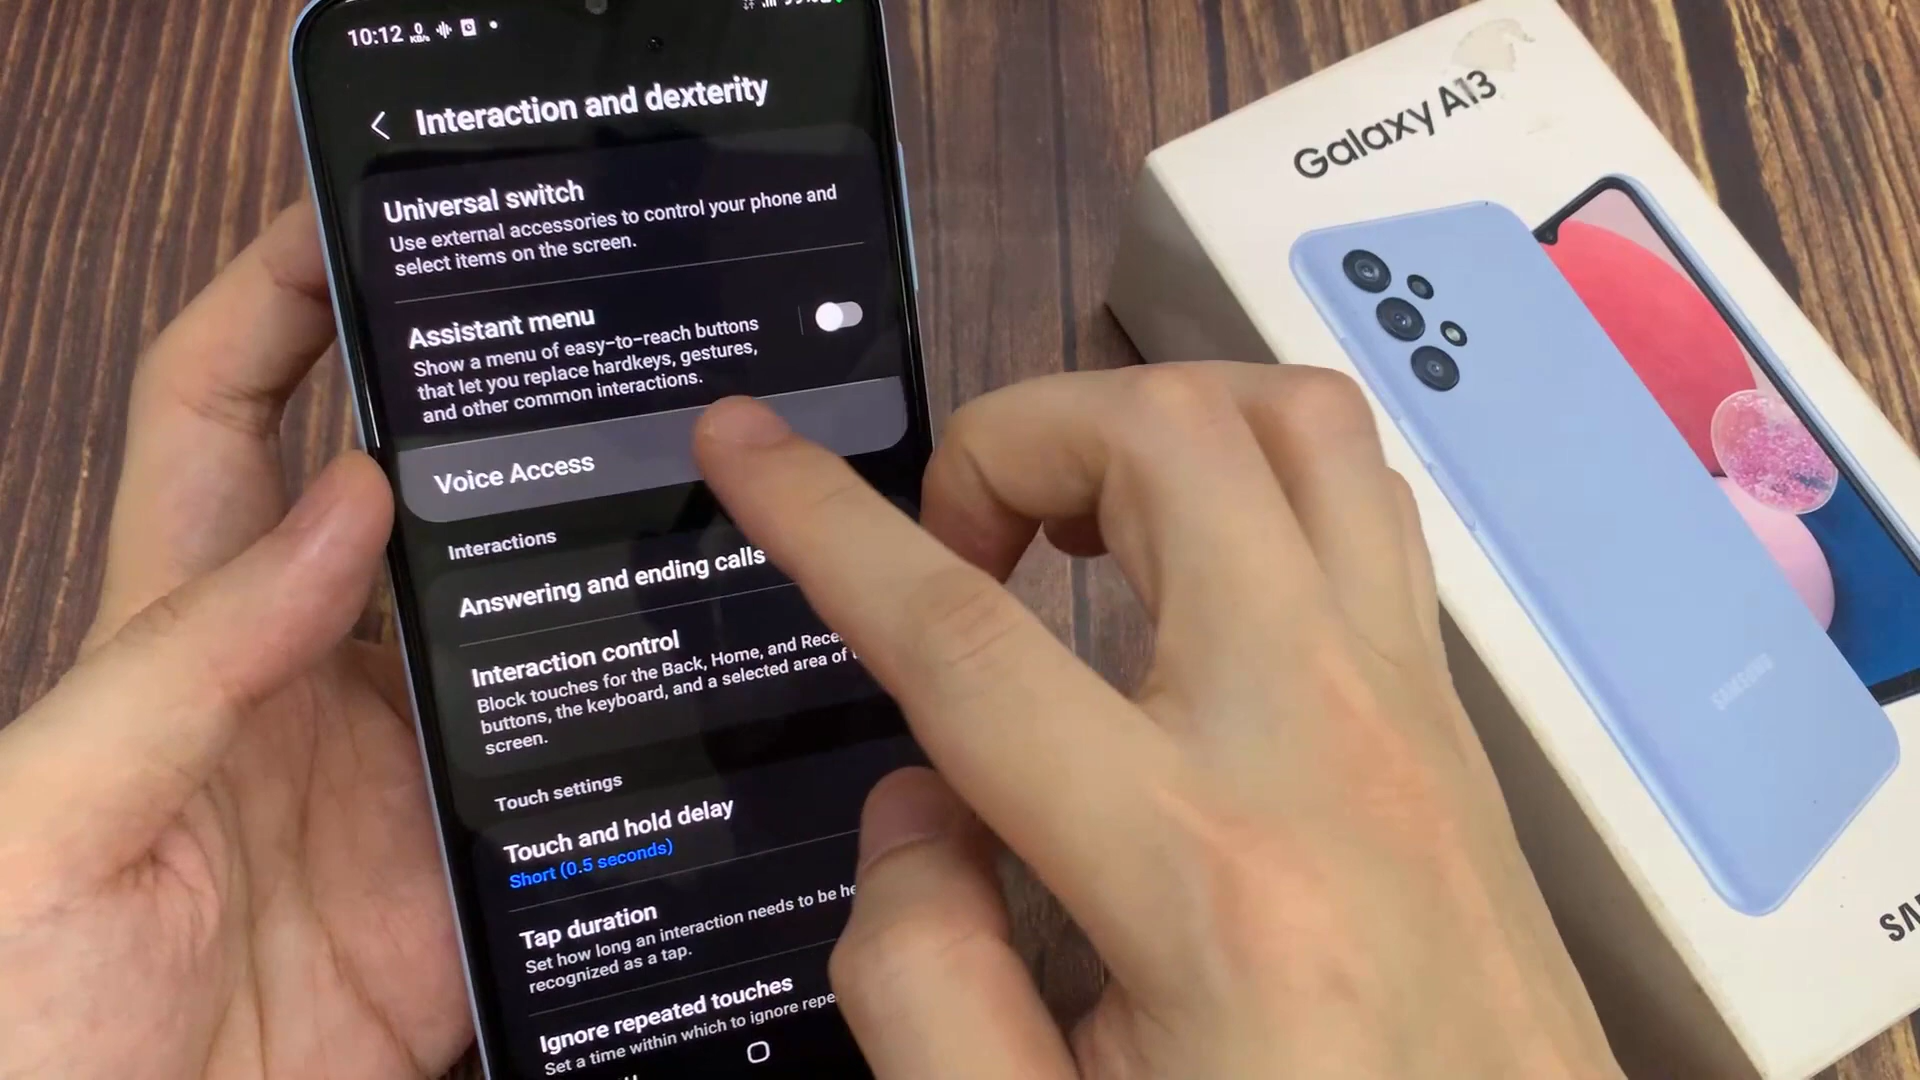 10:12 0 KB/s
Interaction and dexterity
Universal switch
Use external accessories to control your phone and
select items on the screen.
Assistant menu
Show a menu of easy-to-reach buttons
that let you replace hardkeys, gestures,
and other common interactions.
Voice Access
Interactions
Answering and ending calls
Interaction control
Block touches for the Back, Home, and Rece
buttons, the keyboard, and a selected area of
screen.
Touch settings
Touch and hold delay
Short (0.5 seconds)
Tap duration
Set how long an interaction needs to be he
recognized as a tap.
Ignore repeated touches
Set a time within which to ignore repe
Galaxy A13
SAMSUNG